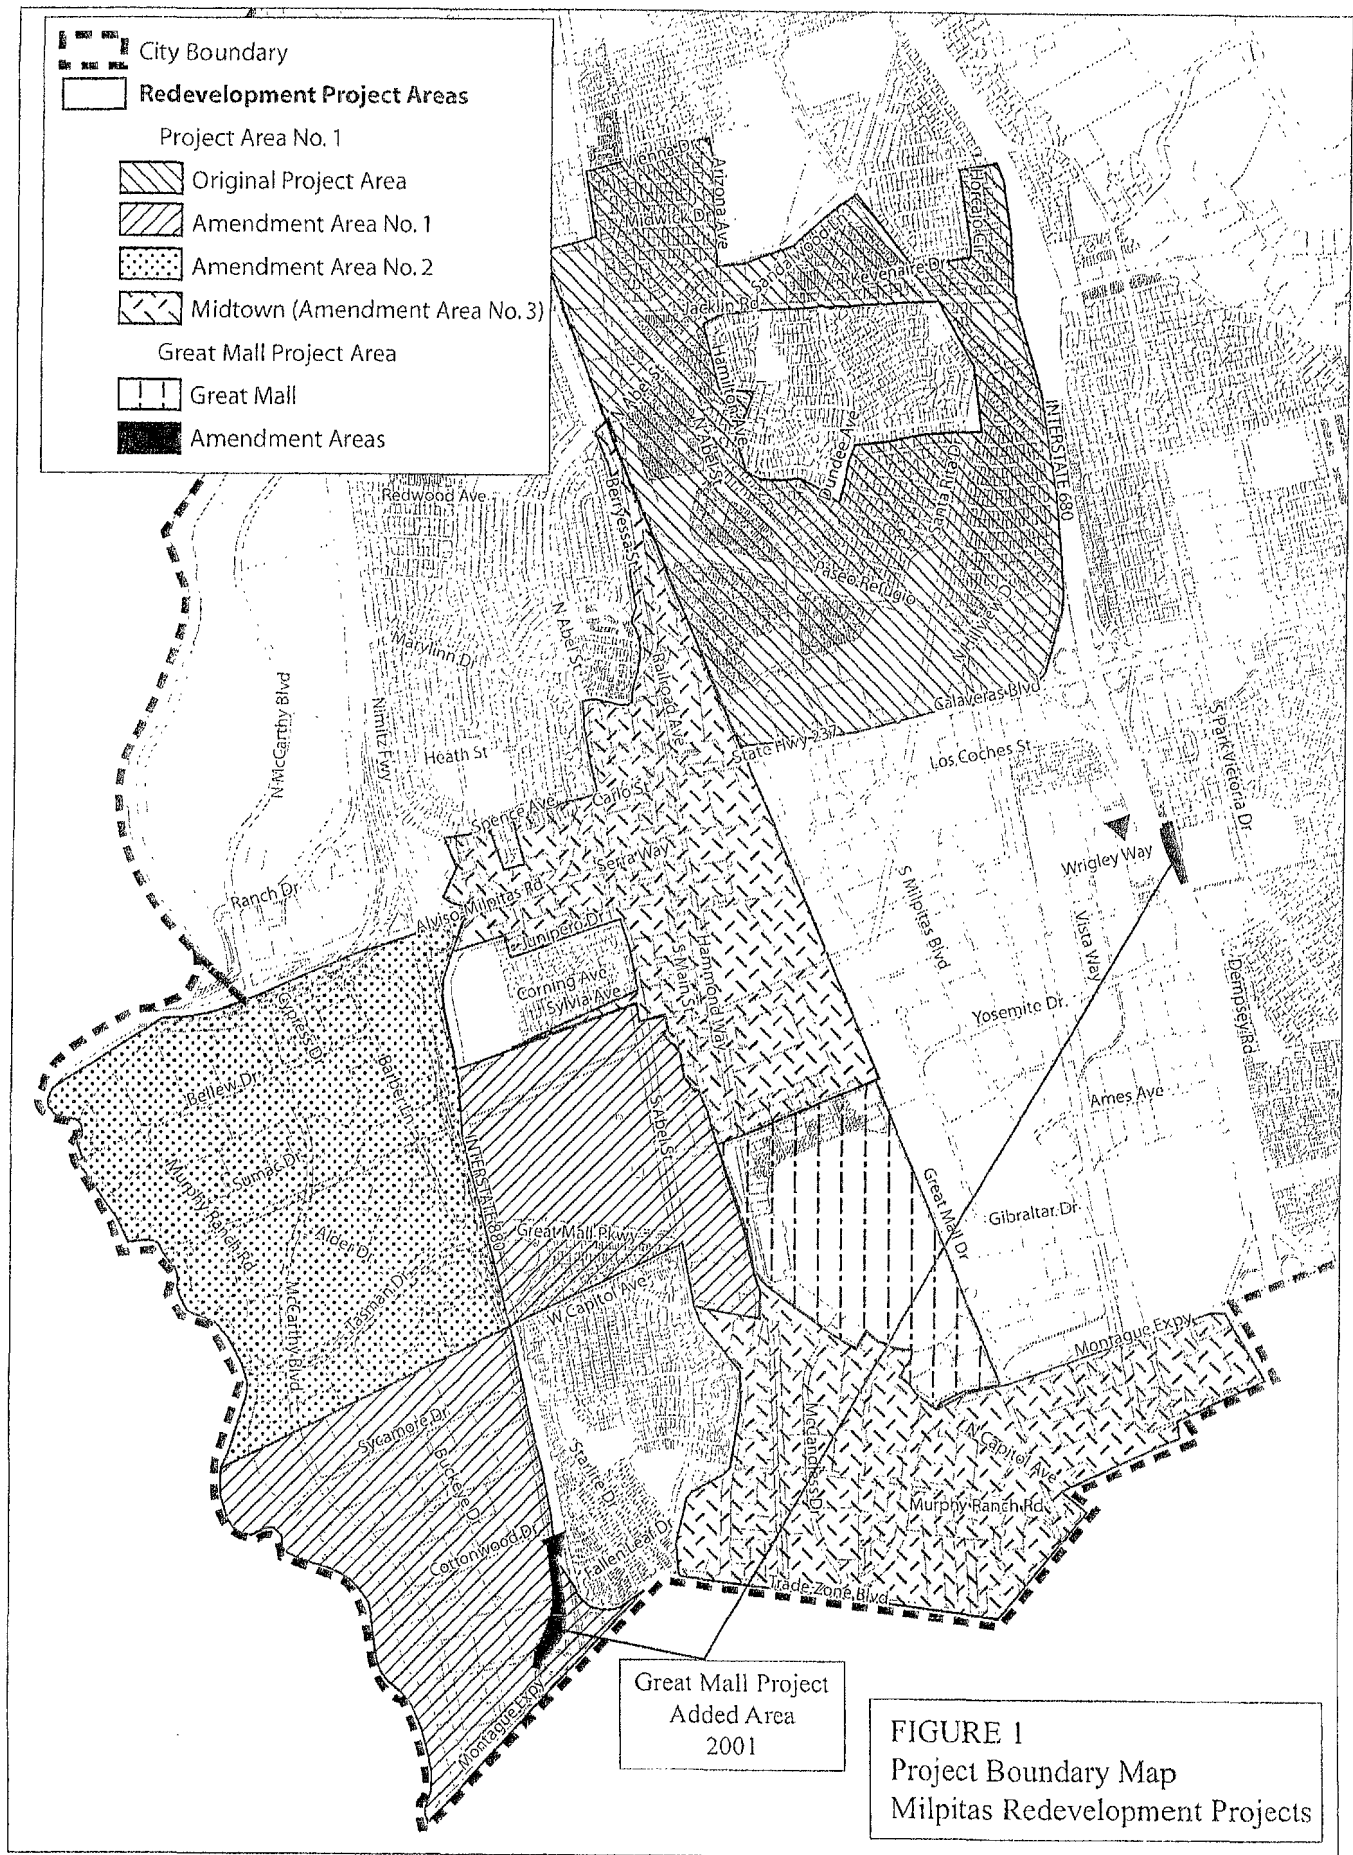 City Boundary
Redevelopment Project Areas
Project Area No. 1
Original Project Area
Amendment Area No. 1
Amendment Area No. 2
Midtown (Amendment Area No. 3)
Great Mall Project Area
Great Mall
Amendment Areas
Midwick Dr
Arizona Ave
Sandalwood
Levenaire Dr
Jacklin Rd
Hamilton Ave
N Abel St
Dundee Ave
Santa Rita Dr
INTERSTATE 680
Redwood Ave
Berryessa
Paseo Refugio
N Hillview Dr
N Abel St
Marylinn Dr
Railroad Ave
N McCarthy Blvd
Nimitz Fwy
Calaveras Blvd
State Hwy 237
Los Coches St
S Park Victoria Dr
Heath St
Carlo St
Spence Ave
Serra Way
Wrigley Way
Ranch Dr
Alviso-Milpitas Rd
Junipero Dr
S Milpitas Blvd
Vista Way
Corning Ave
Sylvia Ave
S Main St
Hammond Way
Dempsey Rd
Yosemite Dr
Cypress Dr
Barber Ln
Bellew Dr
Ames Ave
S Abel St
INTERSTATE 880
Sumac Dr
Murphy Ranch Rd
Alder Dr
Great Mall Pkwy
Great Mall Dr
Gibraltar Dr
Tasman Dr
McCarthy Blvd
W Capitol Ave
Montague Expy
Sycamore Dr
Buckeye Dr
Starlite Dr
McCandless Dr
N Capitol Ave
Murphy Ranch Rd
Cottonwood Dr
Fallen Leaf Dr
Trade Zone Blvd
Montague Expy
Great Mall Project
Added Area
2001
FIGURE 1
Project Boundary Map
Milpitas Redevelopment Projects